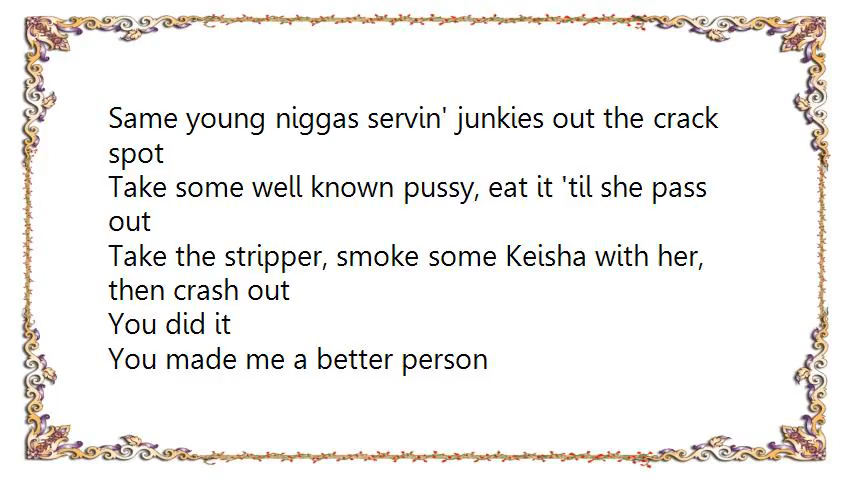 Same young niggas servin' junkies out the crack
spot
Take some well known pussy, eat it 'til she pass
out
Take the stripper, smoke some Keisha with her,
then crash out
You did it
You made me a better person